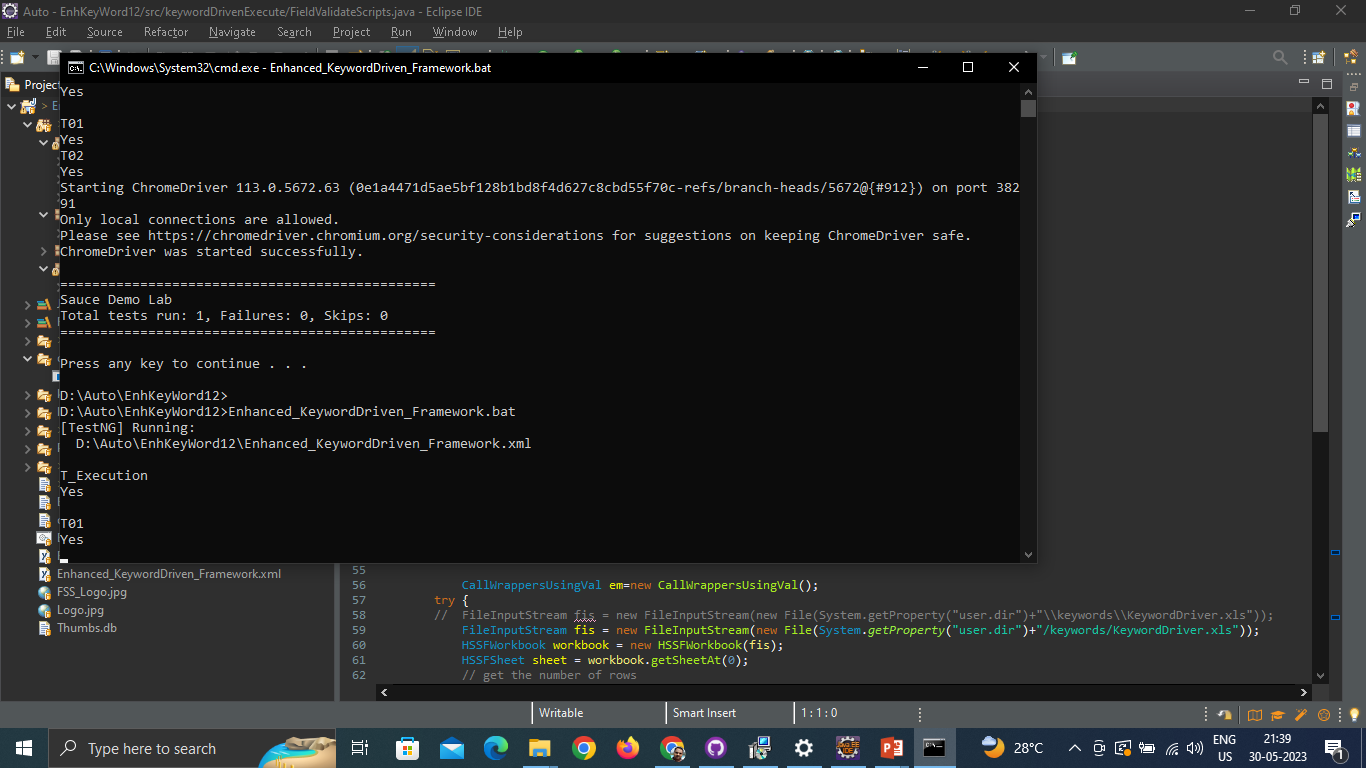 Auto - EnhKeyWord12/src/keywordDrivenExecute/FieldValidateScripts.java - Eclipse IDE
File Edit Source Refactor Navigate Search Project Run Window Help
C:\Windows\System32\cmd.exe - Enhanced_KeywordDriven_Framework.bat
Project
> E
Yes
T01
Yes
T02
Yes
Starting ChromeDriver 113.0.5672.63 (0e1a4471d5ae5bf128b1bd8f4d627c8cbd55f70c-refs/branch-heads/5672@{#912}) on port 382
91
Only local connections are allowed.
Please see https://chromedriver.chromium.org/security-considerations for suggestions on keeping ChromeDriver safe.
ChromeDriver was started successfully.
===============================================
Sauce Demo Lab
Total tests run: 1, Failures: 0, Skips: 0
===============================================
Press any key to continue . . .
D:\Auto\EnhKeyWord12>
D:\Auto\EnhKeyWord12>Enhanced_KeywordDriven_Framework.bat
[TestNG] Running:
D:\Auto\EnhKeyWord12\Enhanced_KeywordDriven_Framework.xml
T_Execution
Yes
T01
Yes
Enhanced_KeywordDriven_Framework.xml
FSS_Logo.jpg
Logo.jpg
Thumbs.db
55
56 CallWrappersUsingVal em=new CallWrappersUsingVal();
57 try {
58 // FileInputStream fis = new FileInputStream(new File(System.getProperty("user.dir")+"\\keywords\\KeywordDriver.xls"));
59 FileInputStream fis = new FileInputStream(new File(System.getProperty("user.dir")+"/keywords/KeywordDriver.xls"));
60 HSSFWorkbook workbook = new HSSFWorkbook(fis);
61 HSSFSheet sheet = workbook.getSheetAt(0);
62 // get the number of rows
Writable Smart Insert 1 : 1 : 0
Type here to search
28°C
ENG
US
21:39
30-05-2023
1